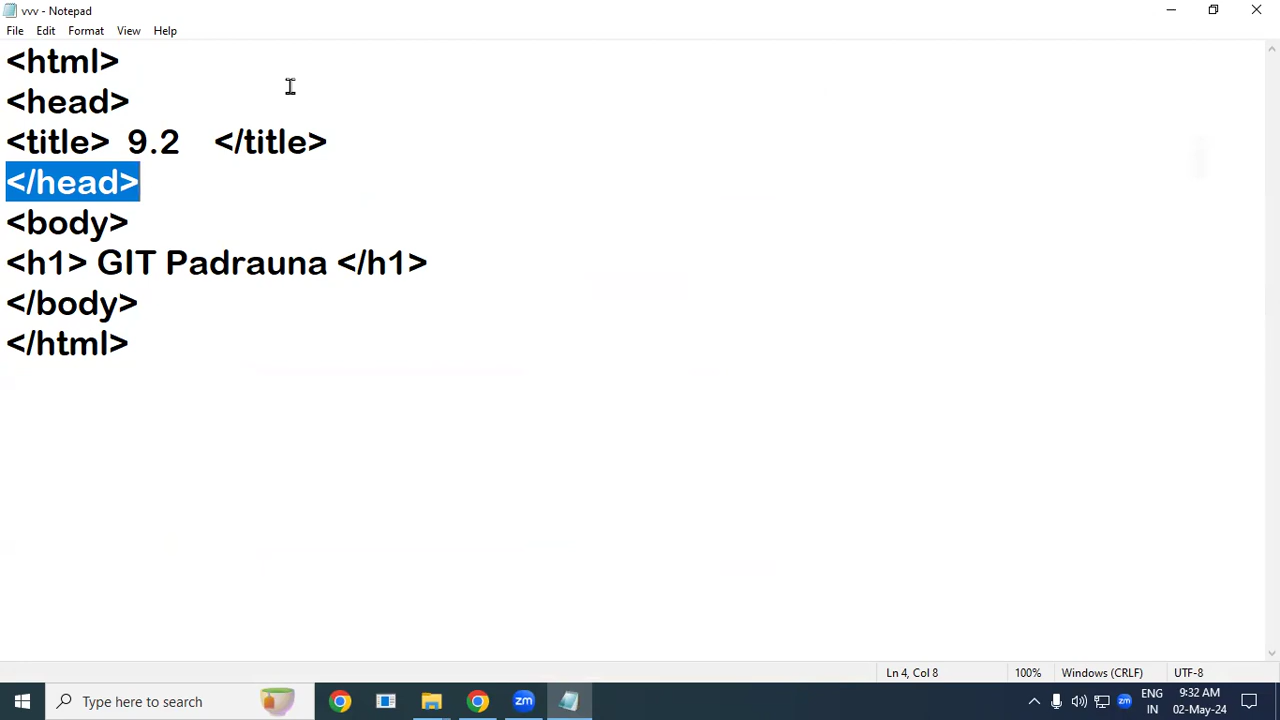 vvv - Notepad
File Edit Format View Help
<html>
<head>
<title> 9.2 </title>
</head>
<body>
<h1> GIT Padrauna </h1>
</body>
</html>
Ln 4, Col 8 100% Windows (CRLF) UTF-8
Type here to search zm zm ENG 9:32 AM
IN 02-May-24